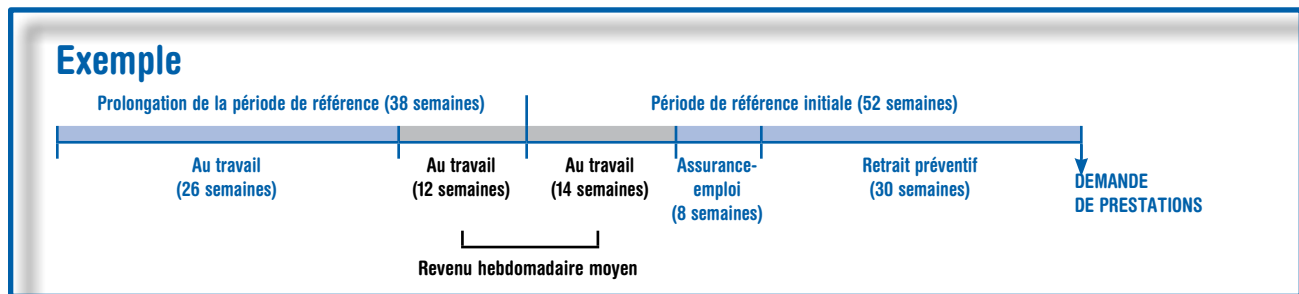 Exemple
Prolongation de la période de référence (38 semaines)
Période de référence initiale (52 semaines)
Au travail
(26 semaines)
Au travail
(12 semaines)
Au travail
(14 semaines)
Assurance-
emploi
(8 semaines)
Retrait préventif
(30 semaines)
DEMANDE
DE PRESTATIONS
Revenu hebdomadaire moyen